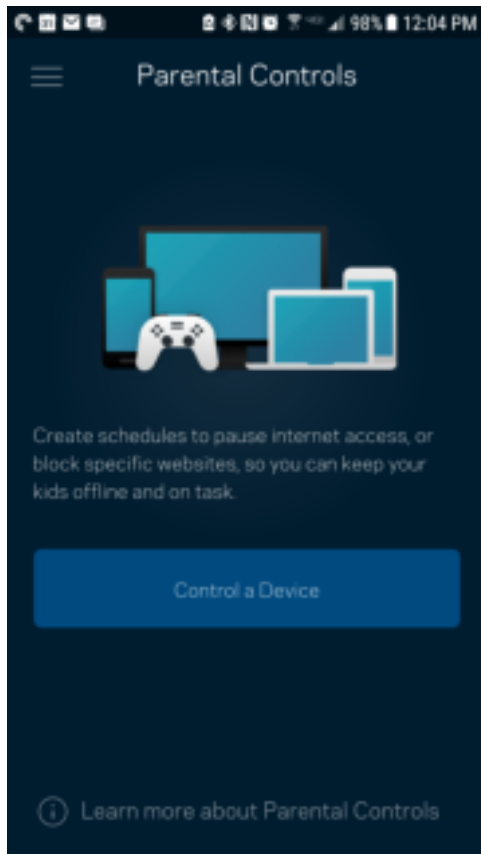 98% 12:04 PM
Parental Controls
Create schedules to pause internet access, or
block specific websites, so you can keep your
kids offline and on task.
Control a Device
Learn more about Parental Controls